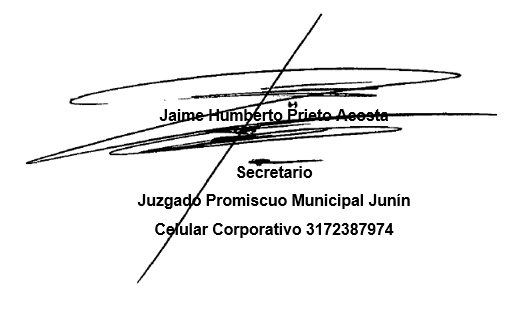 Jaime Humberto Prieto Acosta
Secretario
Juzgado Promiscuo Municipal Junín
Celular Corporativo 3172387974